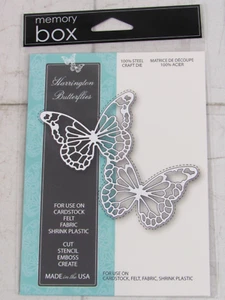 memory
box
100% STEEL
CRAFT DIE
MATRICE DE DÉCOUPE
100% ACIER
Harrington
Butterflies
FOR USE ON
CARDSTOCK
FELT
FABRIC
SHRINK PLASTIC
CUT
STENCIL
EMBOSS
CREATE
MADE in the USA
FOR USE ON
CARDSTOCK, FELT, FABRIC, SHRINK PLASTIC